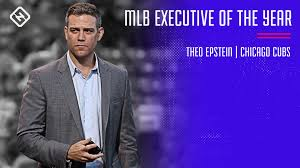 MLB EXECUTIVE OF THE YEAR
THEO EPSTEIN | CHICAGO CUBS